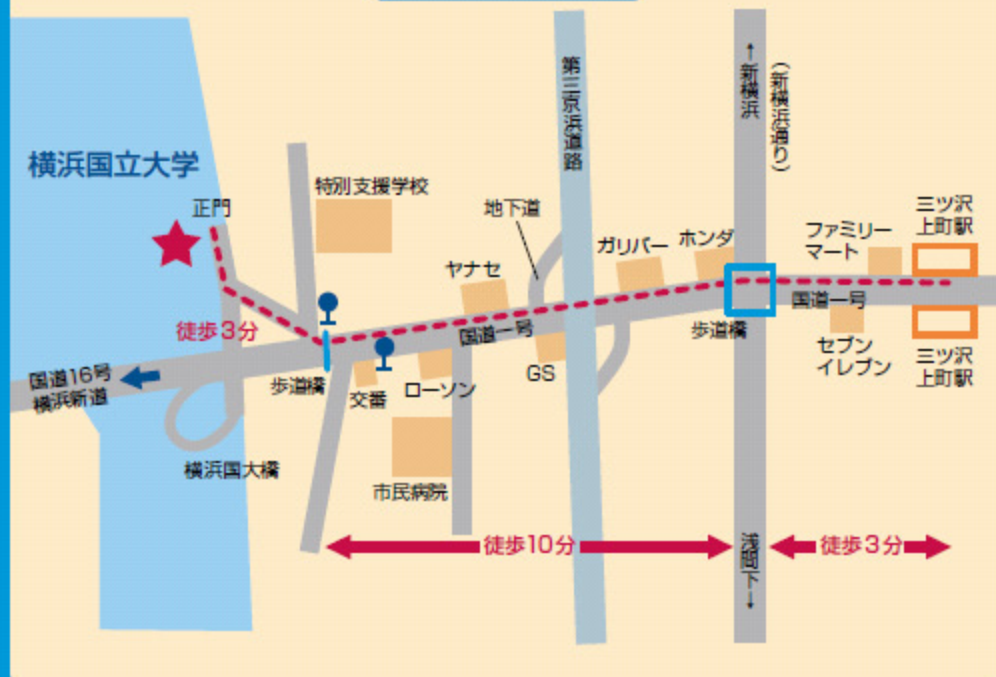 第三京浜道路
↑新横浜
(新横浜通り)
横浜国立大学
正門
特別支援学校
地下道
ヤナセ
ガリバー
ホンダ
ファミリー
マート
三ツ沢
上町駅
徒歩3分
国道一号
国道一号
歩道橋
セブン
イレブン
三ツ沢
上町駅
国道16号
横浜新道
歩道橋
交番
ローソン
GS
横浜国大橋
市民病院
徒歩10分
浅間下↓
徒歩3分